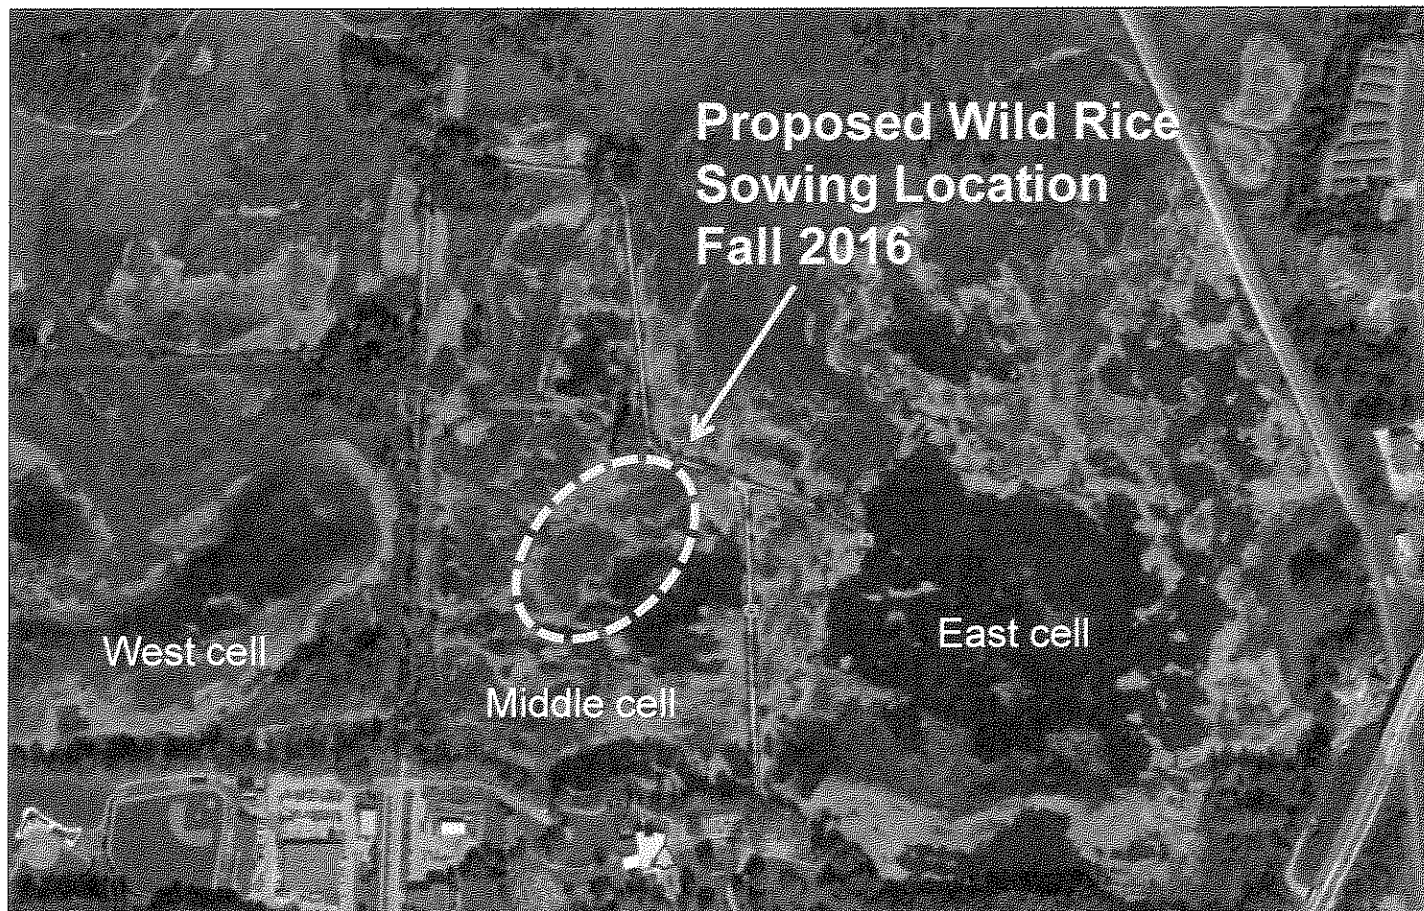 Proposed Wild Rice
Sowing Location
Fall 2016
West cell
East cell
Middle cell